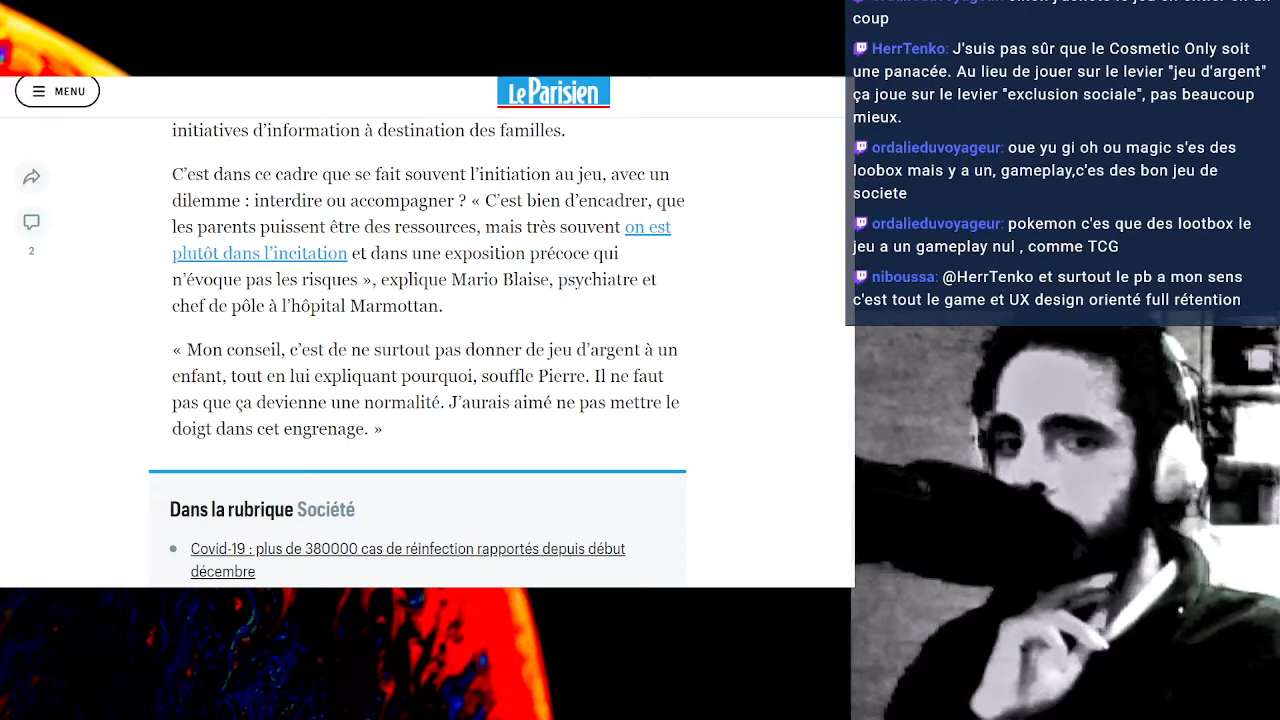 MENU
Le Parisien
initiatives d’information à destination des familles.
C’est dans ce cadre que se fait souvent l’initiation au jeu, avec un
dilemme : interdire ou accompagner ? « C’est bien d’encadrer, que
les parents puissent être des ressources, mais très souvent on est
plutôt dans l’incitation et dans une exposition précoce qui
n’évoque pas les risques », explique Mario Blaise, psychiatre et
chef de pôle à l’hôpital Marmottan.
« Mon conseil, c’est de ne surtout pas donner de jeu d’argent à un
enfant, tout en lui expliquant pourquoi, souffle Pierre. Il ne faut
pas que ça devienne une normalité. J’aurais aimé ne pas mettre le
doigt dans cet engrenage. »
2
Dans la rubrique Société
Covid-19 : plus de 380000 cas de réinfection rapportés depuis début
décembre
coup
HerrTenko: J'suis pas sûr que le Cosmetic Only soit
une panacée. Au lieu de jouer sur le levier "jeu d'argent"
ça joue sur le levier "exclusion sociale", pas beaucoup
mieux.
ordalieduvoyageur: oue yu gi oh ou magic s'es des
loobox mais y a un, gameplay,c'es des bon jeu de
societe
ordalieduvoyageur: pokemon c'es que des lootbox le
jeu a un gameplay nul , comme TCG
niboussa: @HerrTenko et surtout le pb a mon sens
c'est tout le game et UX design orienté full rétention